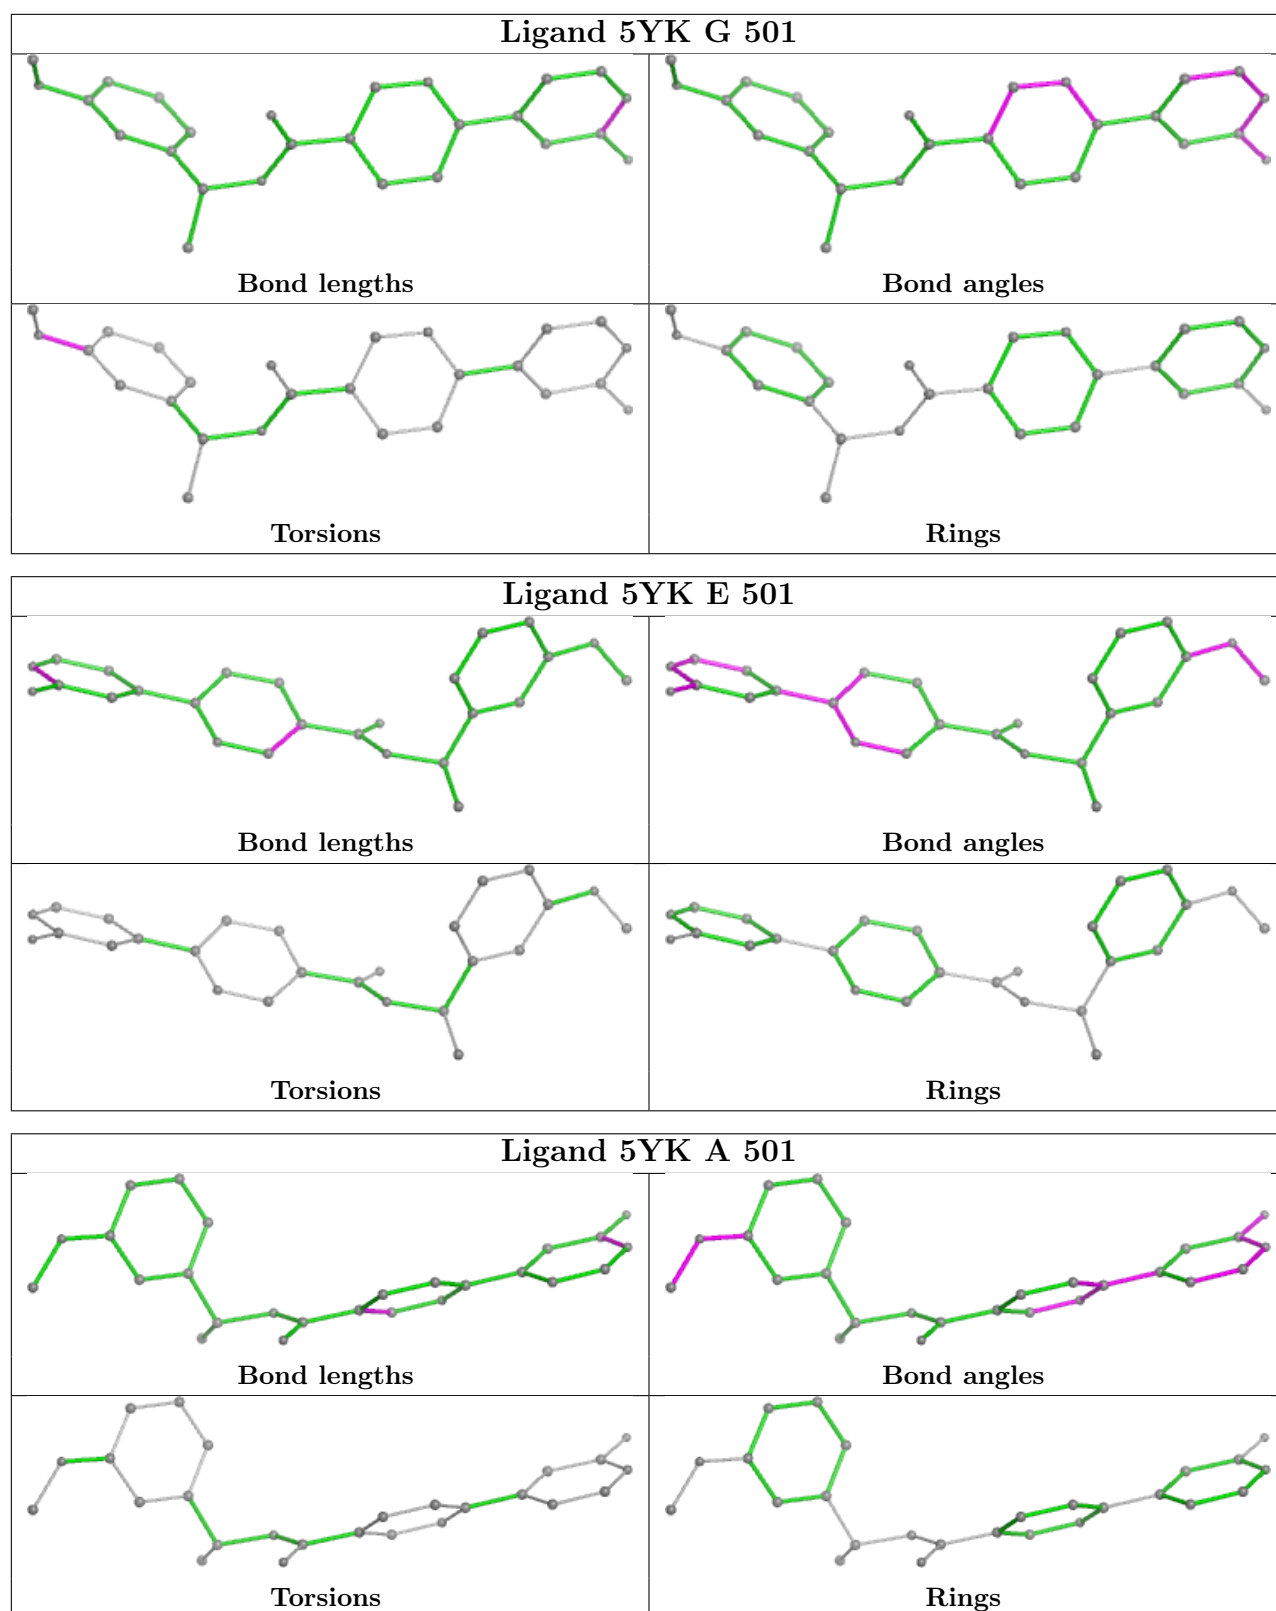 Ligand 5YK G 501
Bond lengths
Bond angles
Torsions
Rings
Ligand 5YK E 501
Bond lengths
Bond angles
Torsions
Rings
Ligand 5YK A 501
Bond lengths
Bond angles
Torsions
Rings